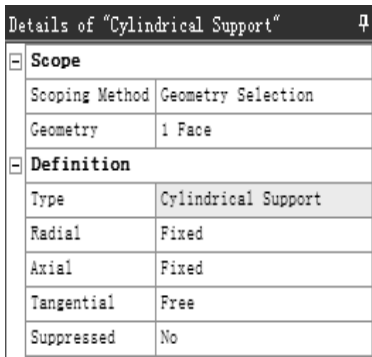 Details of "Cylindrical Support"
Scope
Scoping Method Geometry Selection
Geometry 1 Face
Definition
Type Cylindrical Support
Radial Fixed
Axial Fixed
Tangential Free
Suppressed No